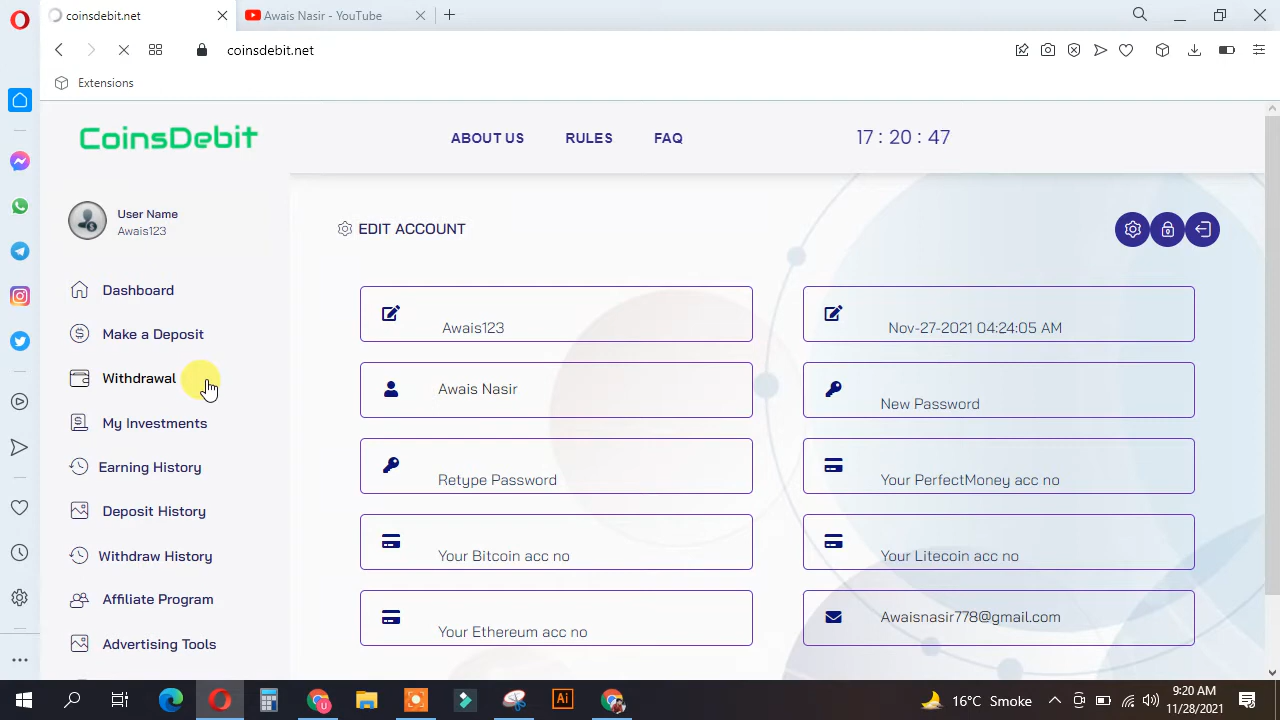 coinsdebit.net
Awais Nasir - YouTube
coinsdebit.net
Extensions
CoinsDebit
ABOUT US RULES FAQ 17 : 20 : 47
User Name
Awais123
EDIT ACCOUNT
Dashboard
Make a Deposit
Withdrawal
My Investments
Earning History
Deposit History
Withdraw History
Affiliate Program
Advertising Tools
Awais123 Nov-27-2021 04:24:05 AM
Awais Nasir New Password
Retype Password Your PerfectMoney acc no
Your Bitcoin acc no Your Litecoin acc no
Your Ethereum acc no Awaisnasir778@gmail.com
U
Ai
16°C Smoke
9:20 AM
11/28/2021